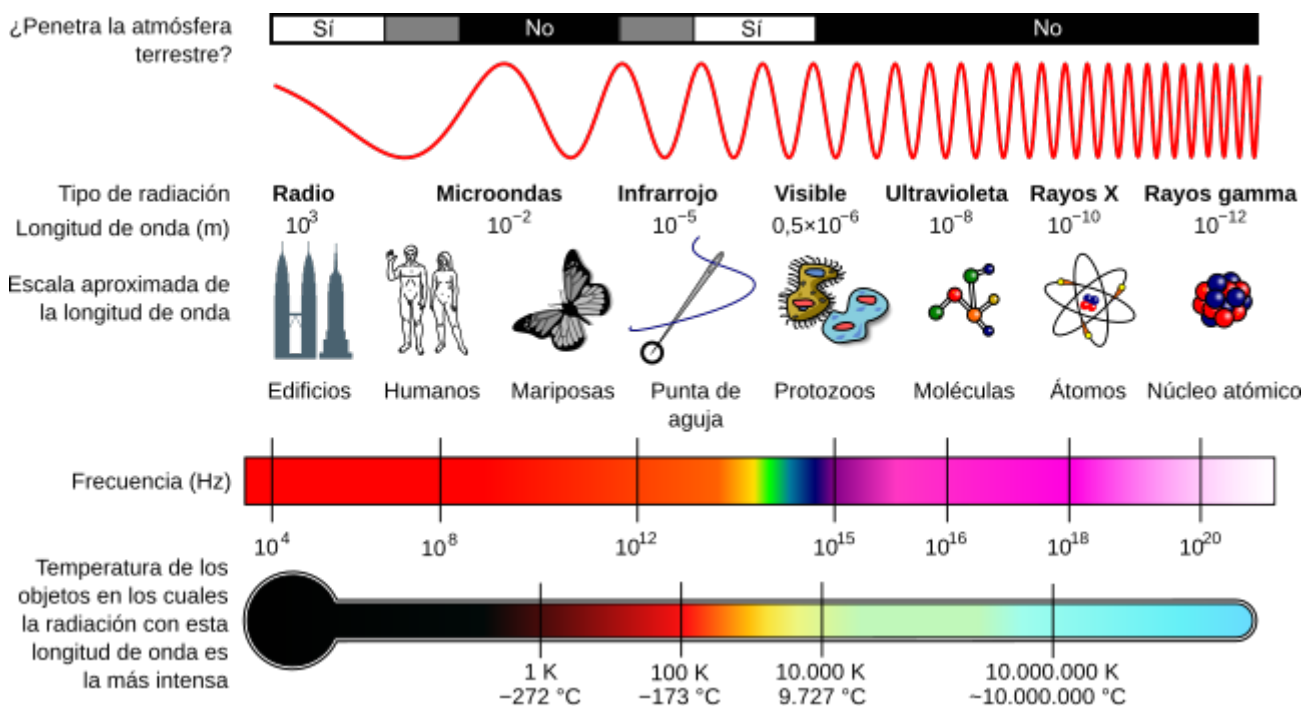 ¿Penetra la atmósfera
terrestre?
Sí No Sí No
Tipo de radiación Radio Microondas Infrarrojo Visible Ultravioleta Rayos X Rayos gamma
Longitud de onda (m) 10³ 10⁻² 10⁻⁵ 0,5×10⁻⁶ 10⁻⁸ 10⁻¹⁰ 10⁻¹²
Escala aproximada de
la longitud de onda
Edificios Humanos Mariposas Punta de Protozoos Moléculas Átomos Núcleo atómico
aguja
Frecuencia (Hz)
10⁴ 10⁸ 10¹² 10¹⁵ 10¹⁶ 10¹⁸ 10²⁰
Temperatura de los
objetos en los cuales
la radiación con esta
longitud de onda es
la más intensa
1 K 100 K 10.000 K 10.000.000 K
−272 °C −173 °C 9.727 °C ~10.000.000 °C